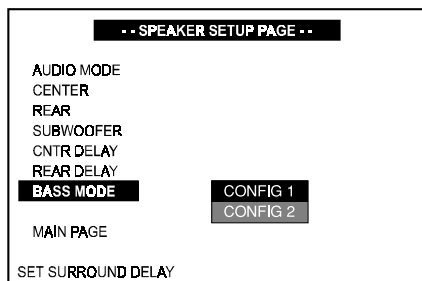 - - SPEAKER SETUP PAGE - -
AUDIO MODE
CENTER
REAR
SUBWOOFER
CNTR DELAY
REAR DELAY
BASS MODE
CONFIG 1
CONFIG 2
MAIN PAGE
SET SURROUND DELAY